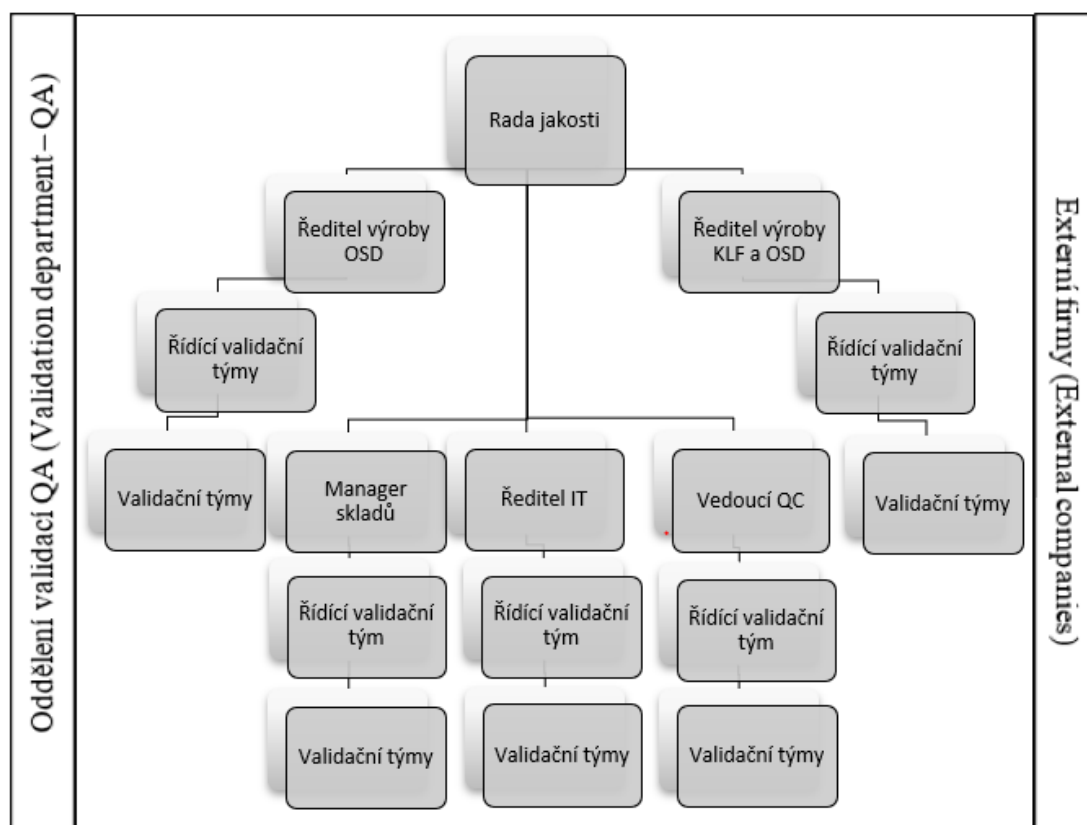 Oddělení validací QA (Validation department – QA)
Rada jakosti
Ředitel výroby
OSD
Ředitel výroby
KLF a OSD
Řídící validační
týmy
Řídící validační
týmy
Validační týmy
Manager
skladů
Ředitel IT
Vedoucí QC
Validační týmy
Řídící validační
tým
Řídící validační
tým
Řídící validační
tým
Validační týmy
Validační týmy
Validační týmy
Externí firmy (External companies)